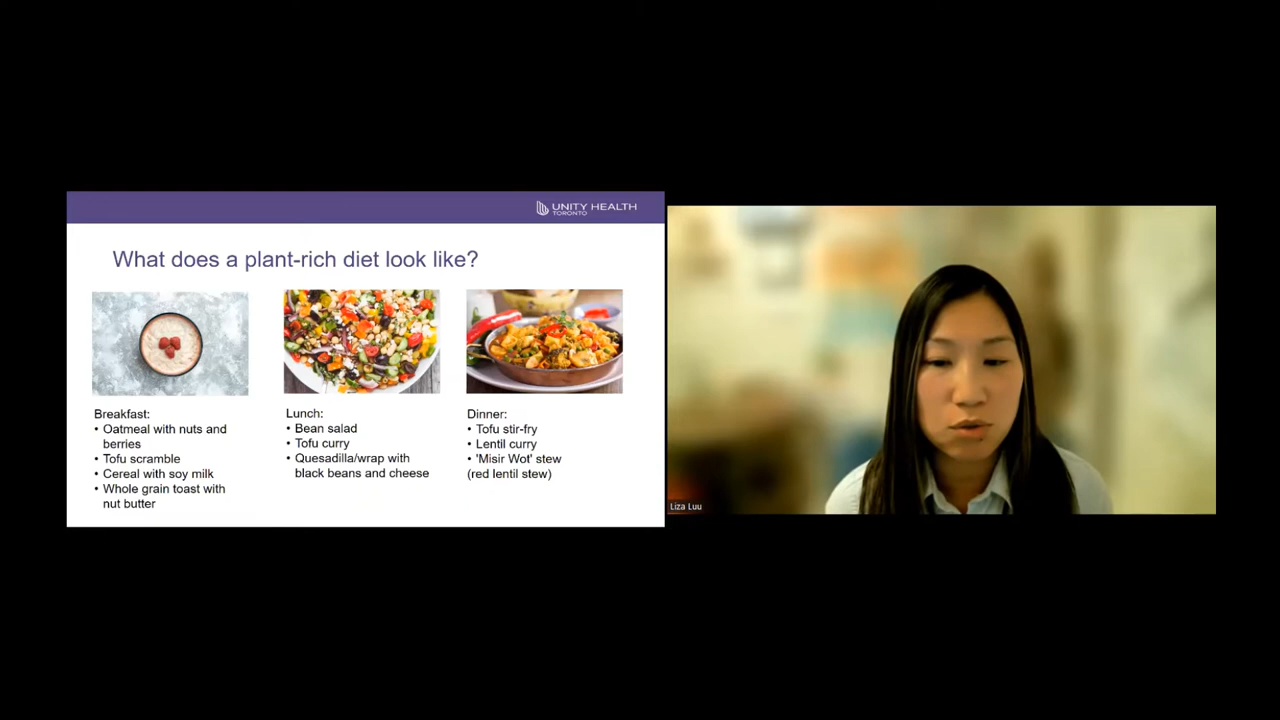 UNITY HEALTH
TORONTO
What does a plant-rich diet look like?
Breakfast:
• Oatmeal with nuts and
berries
• Tofu scramble
• Cereal with soy milk
• Whole grain toast with
nut butter
Lunch:
• Bean salad
• Tofu curry
• Quesadilla/wrap with
black beans and cheese
Dinner:
• Tofu stir-fry
• Lentil curry
• 'Misir Wot' stew
(red lentil stew)
Liza Luu